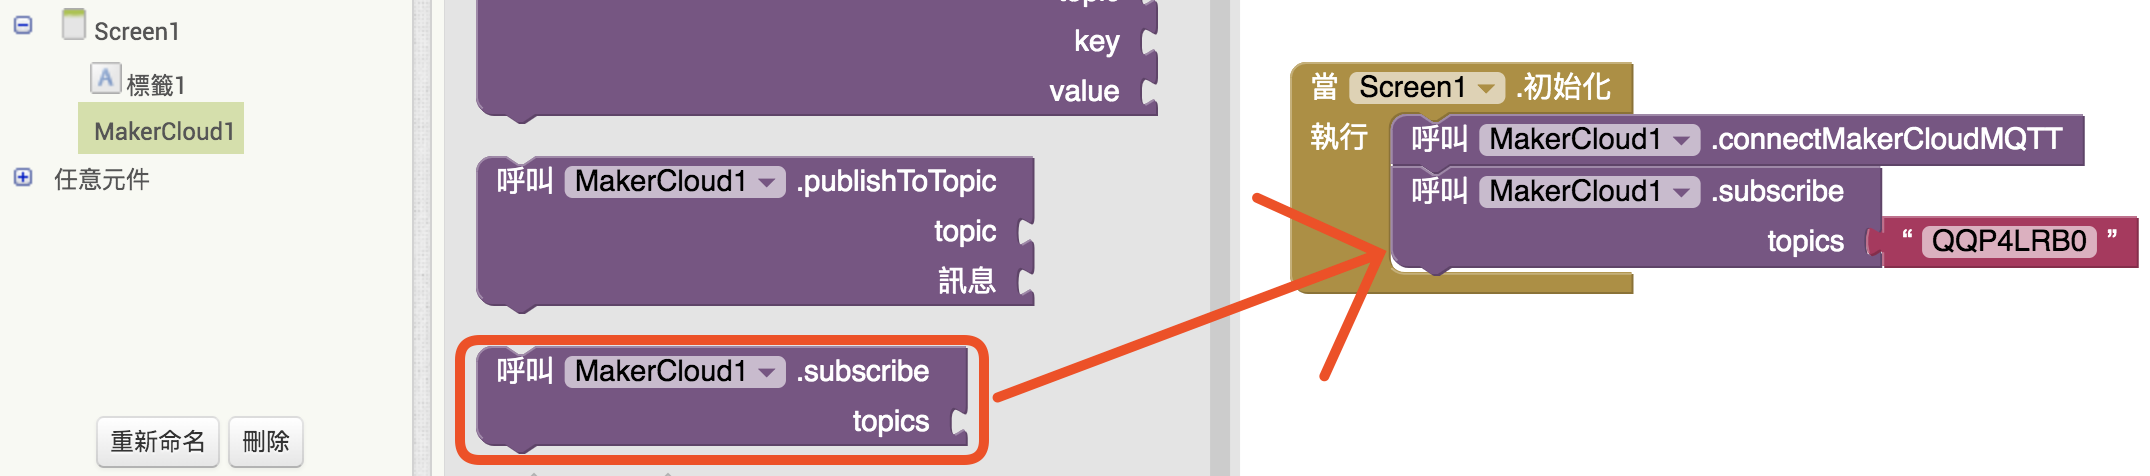 Screen1
標籤1
MakerCloud1
任意元件
重新命名
刪除
topic
key
value
呼叫 MakerCloud1 .publishToTopic
topic
訊息
呼叫 MakerCloud1 .subscribe
topics
當 Screen1 .初始化
執行 呼叫 MakerCloud1 .connectMakerCloudMQTT
呼叫 MakerCloud1 .subscribe
topics “ QQP4LRB0 ”